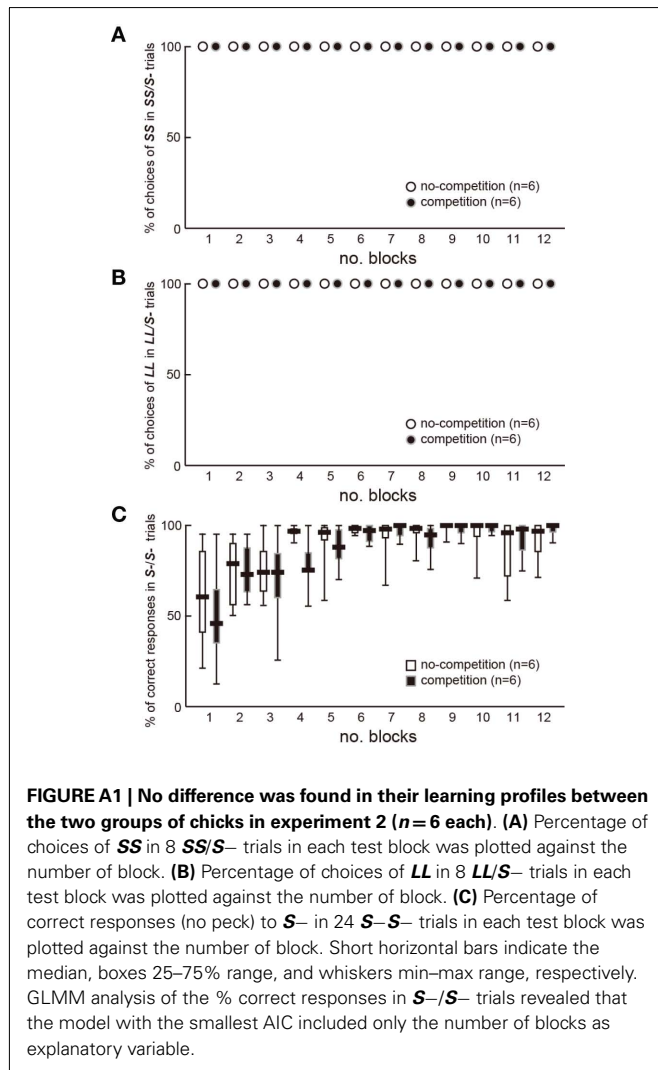 A
% of choices of SS in SS/S- trials
100
50
0
○ no-competition (n=6)
● competition (n=6)
1 2 3 4 5 6 7 8 9 10 11 12
no. blocks
B
% of choices of LL in LL/S- trials
100
50
0
○ no-competition (n=6)
● competition (n=6)
1 2 3 4 5 6 7 8 9 10 11 12
no. blocks
C
% of correct responses in S-/S- trials
100
50
0
no-competition (n=6)
competition (n=6)
1 2 3 4 5 6 7 8 9 10 11 12
no. blocks
FIGURE A1 | No difference was found in their learning profiles between
the two groups of chicks in experiment 2 (n = 6 each). (A) Percentage of
choices of SS in 8 SS/S− trials in each test block was plotted against the
number of block. (B) Percentage of choices of LL in 8 LL/S− trials in each
test block was plotted against the number of block. (C) Percentage of
correct responses (no peck) to S− in 24 S−S− trials in each test block was
plotted against the number of block. Short horizontal bars indicate the
median, boxes 25–75% range, and whiskers min–max range, respectively.
GLMM analysis of the % correct responses in S−/S− trials revealed that
the model with the smallest AIC included only the number of blocks as
explanatory variable.